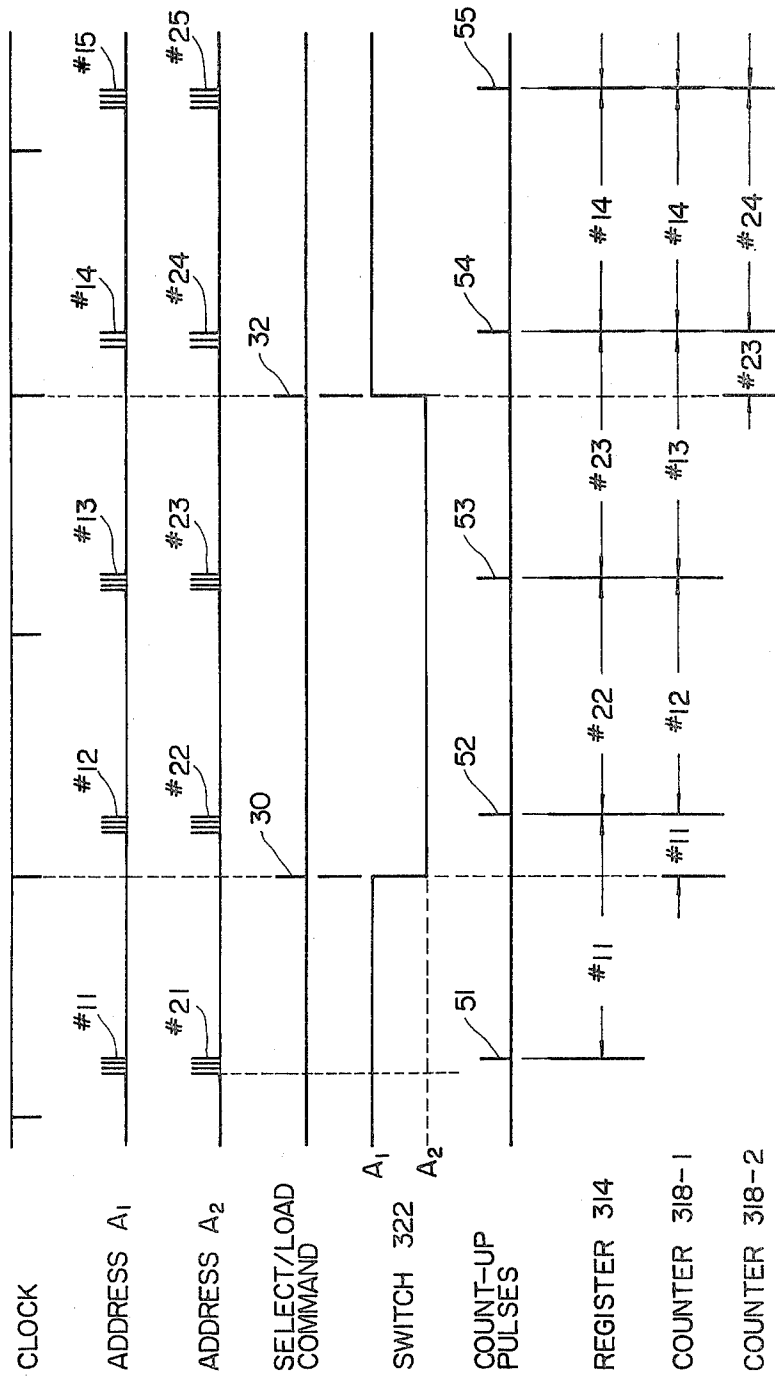 CLOCK
ADDRESS A1 #11 #12 #13 #14 #15
ADDRESS A2 #21 #22 #23 #24 #25
SELECT/LOAD
COMMAND
30 32
SWITCH 322
A1
A2
COUNT-UP
PULSES
51 52 53 54 55
REGISTER 314 #11 #22 #23 #14
COUNTER 318-1 #11 #12 #13 #14
COUNTER 318-2 #23 #24